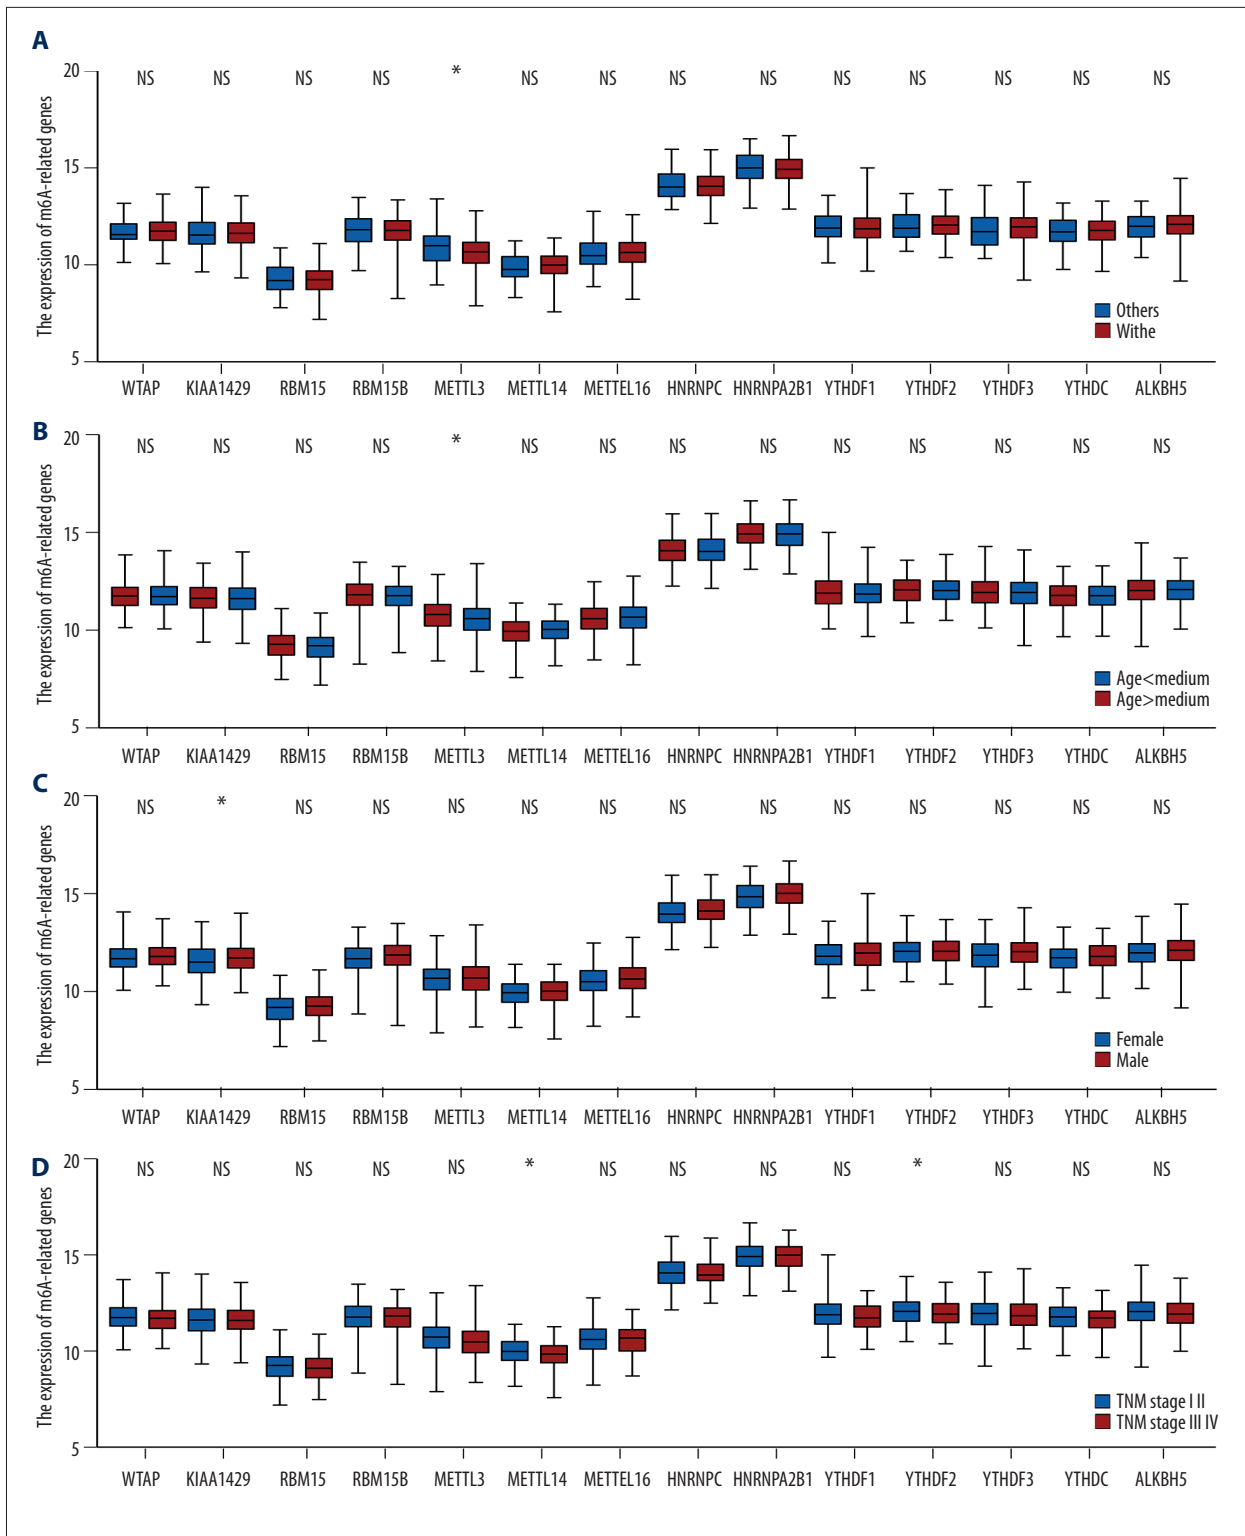 A
The expression of m6A-related genes
20
15
10
5
NS NS NS NS * NS NS NS NS NS NS NS NS NS
Others
Withe
WTAP KIAA1429 RBM15 RBM15B METTL3 METTL14 METTEL16 HNRNPC HNRNPA2B1 YTHDF1 YTHDF2 YTHDF3 YTHDC ALKBH5
B
The expression of m6A-related genes
20
15
10
5
NS NS NS NS * NS NS NS NS NS NS NS NS NS
Age<medium
Age>medium
WTAP KIAA1429 RBM15 RBM15B METTL3 METTL14 METTEL16 HNRNPC HNRNPA2B1 YTHDF1 YTHDF2 YTHDF3 YTHDC ALKBH5
C
The expression of m6A-related genes
20
15
10
5
NS * NS NS NS NS NS NS NS NS NS NS NS NS
Female
Male
WTAP KIAA1429 RBM15 RBM15B METTL3 METTL14 METTEL16 HNRNPC HNRNPA2B1 YTHDF1 YTHDF2 YTHDF3 YTHDC ALKBH5
D
The expression of m6A-related genes
20
15
10
5
NS NS NS NS NS * NS NS NS NS * NS NS NS
TNM stage I II
TNM stage III IV
WTAP KIAA1429 RBM15 RBM15B METTL3 METTL14 METTEL16 HNRNPC HNRNPA2B1 YTHDF1 YTHDF2 YTHDF3 YTHDC ALKBH5